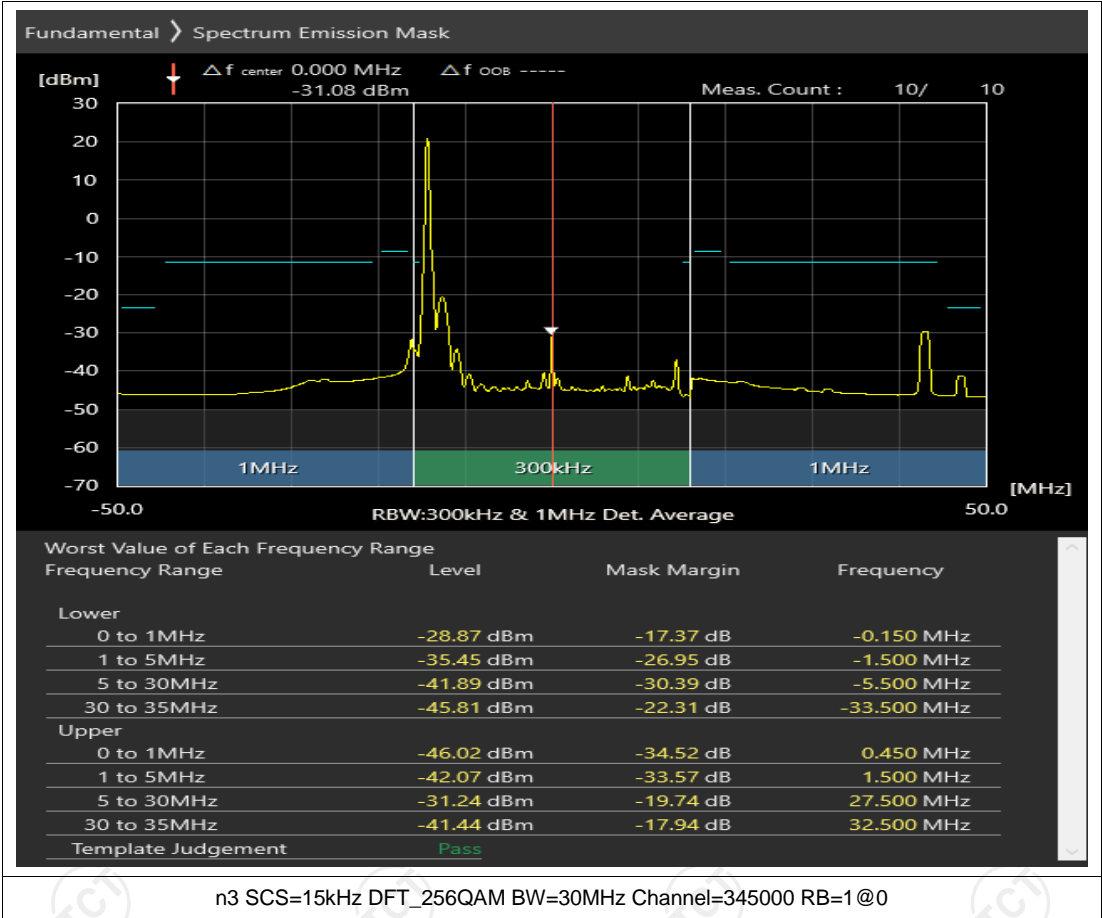 Fundamental ❯ Spectrum Emission Mask
[dBm] △f center 0.000 MHz △f OOB -----
-31.08 dBm Meas. Count : 10/ 10
30
20
10
0
-10
-20
-30
-40
-50
-60
1MHz 300kHz 1MHz
-70
[MHz]
-50.0 RBW:300kHz & 1MHz Det. Average 50.0
Worst Value of Each Frequency Range
Frequency Range Level Mask Margin Frequency
Lower
0 to 1MHz -28.87 dBm -17.37 dB -0.150 MHz
1 to 5MHz -35.45 dBm -26.95 dB -1.500 MHz
5 to 30MHz -41.89 dBm -30.39 dB -5.500 MHz
30 to 35MHz -45.81 dBm -22.31 dB -33.500 MHz
Upper
0 to 1MHz -46.02 dBm -34.52 dB 0.450 MHz
1 to 5MHz -42.07 dBm -33.57 dB 1.500 MHz
5 to 30MHz -31.24 dBm -19.74 dB 27.500 MHz
30 to 35MHz -41.44 dBm -17.94 dB 32.500 MHz
Template Judgement Pass
n3 SCS=15kHz DFT_256QAM BW=30MHz Channel=345000 RB=1@0
TCT TCT TCT TCT